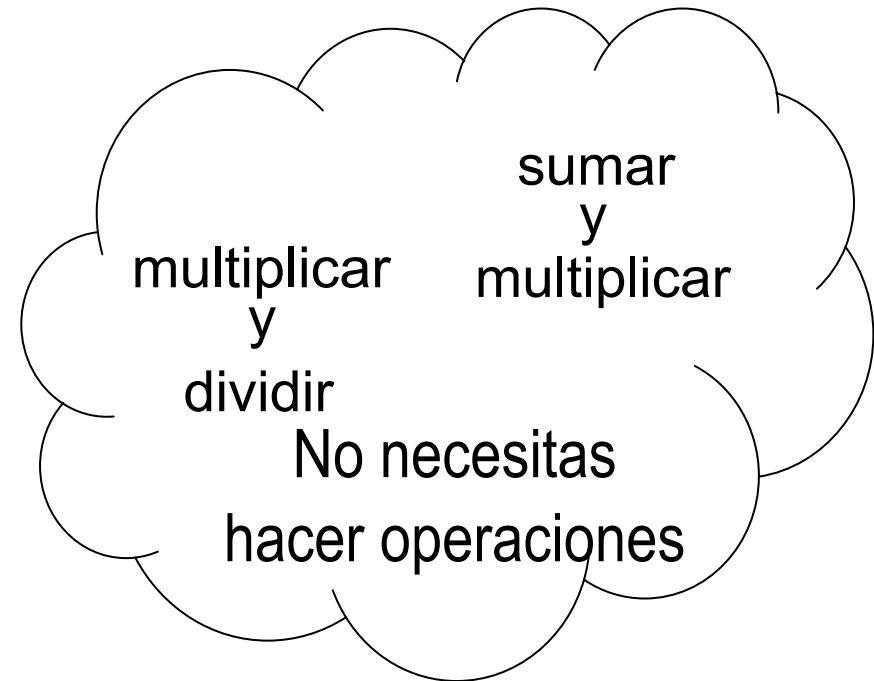 sumar
y
multiplicar
multiplicar
y
dividir
No necesitas
hacer operaciones